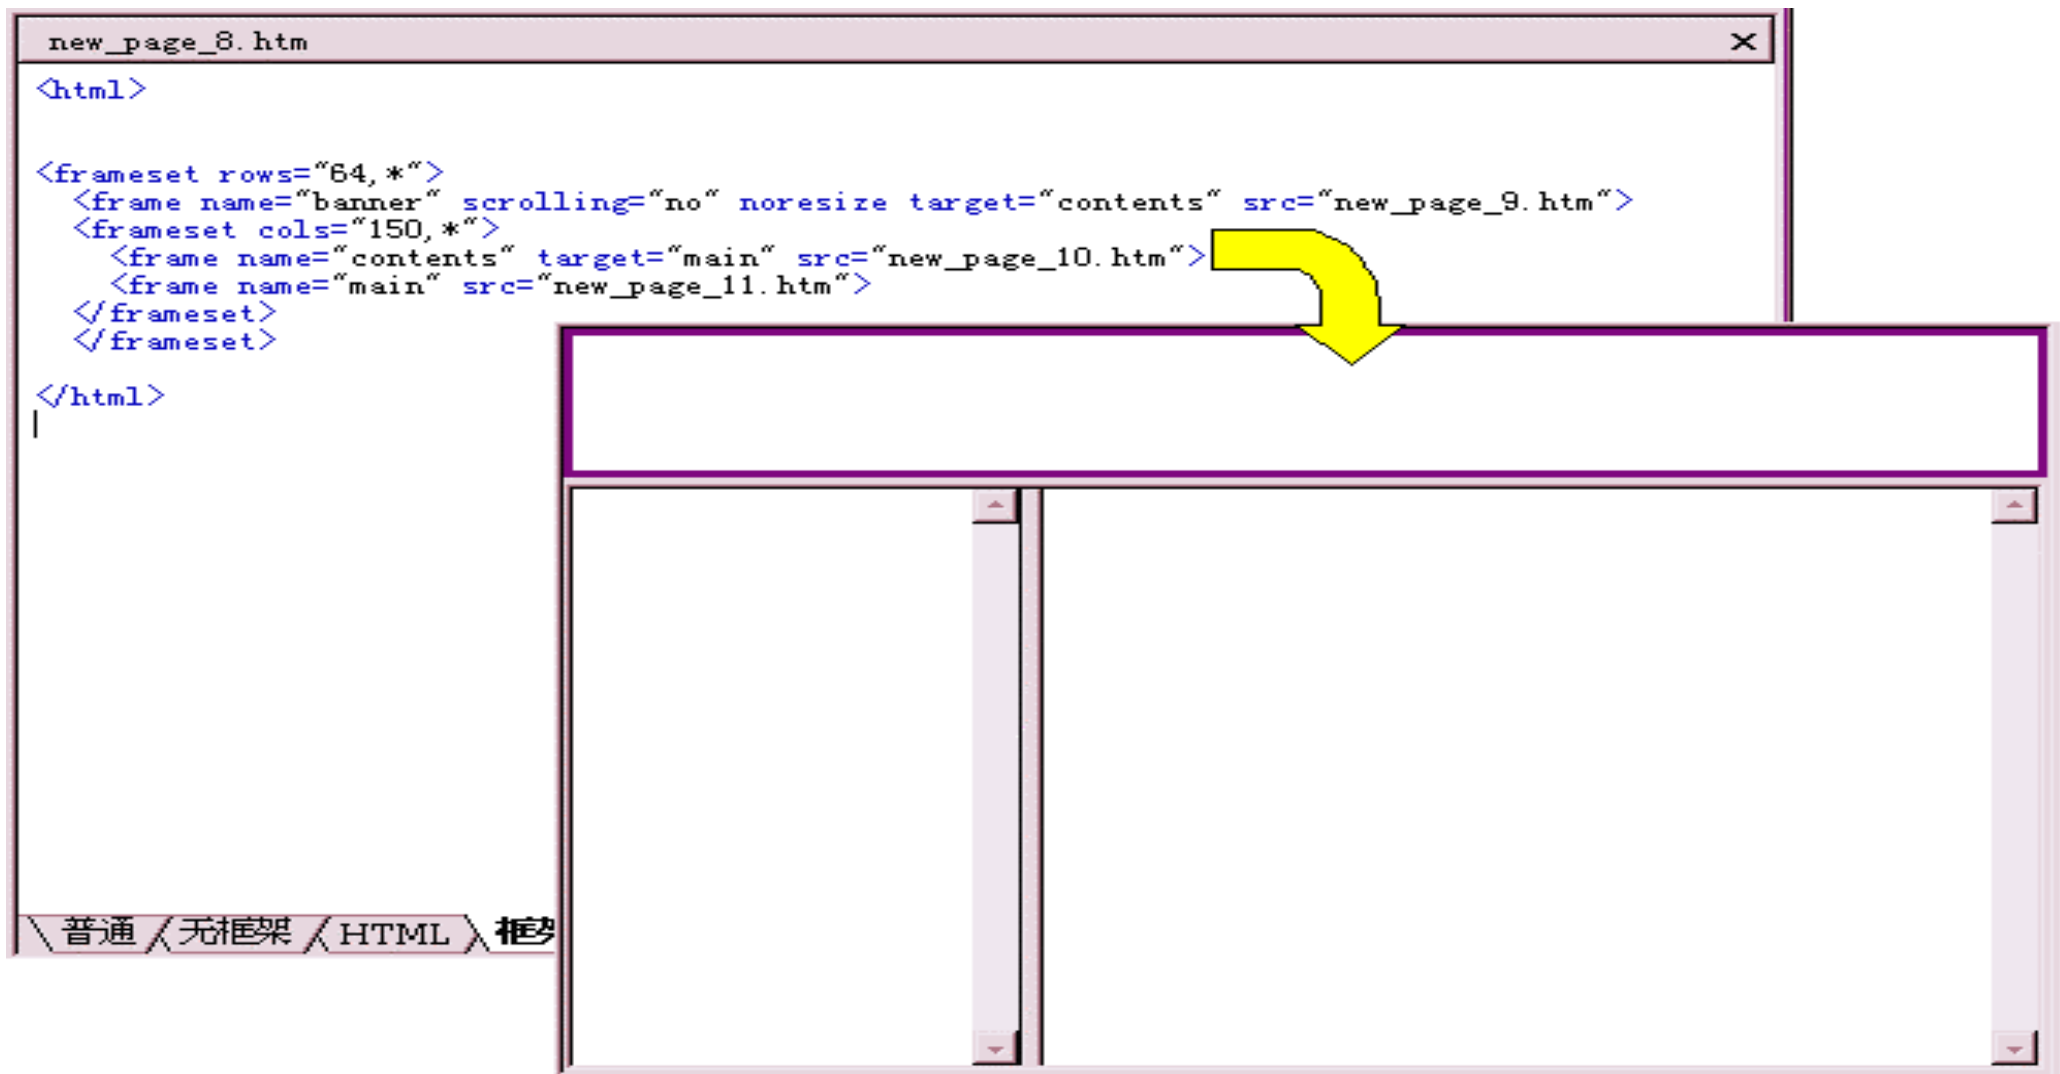 new_page_8.htm
<html>
<frameset rows="64,*">
<frame name="banner" scrolling="no" noresize target="contents" src="new_page_9.htm">
<frameset cols="150,*">
<frame name="contents" target="main" src="new_page_10.htm">
<frame name="main" src="new_page_11.htm">
</frameset>
</frameset>
</html>
普通 无框架 HTML 框